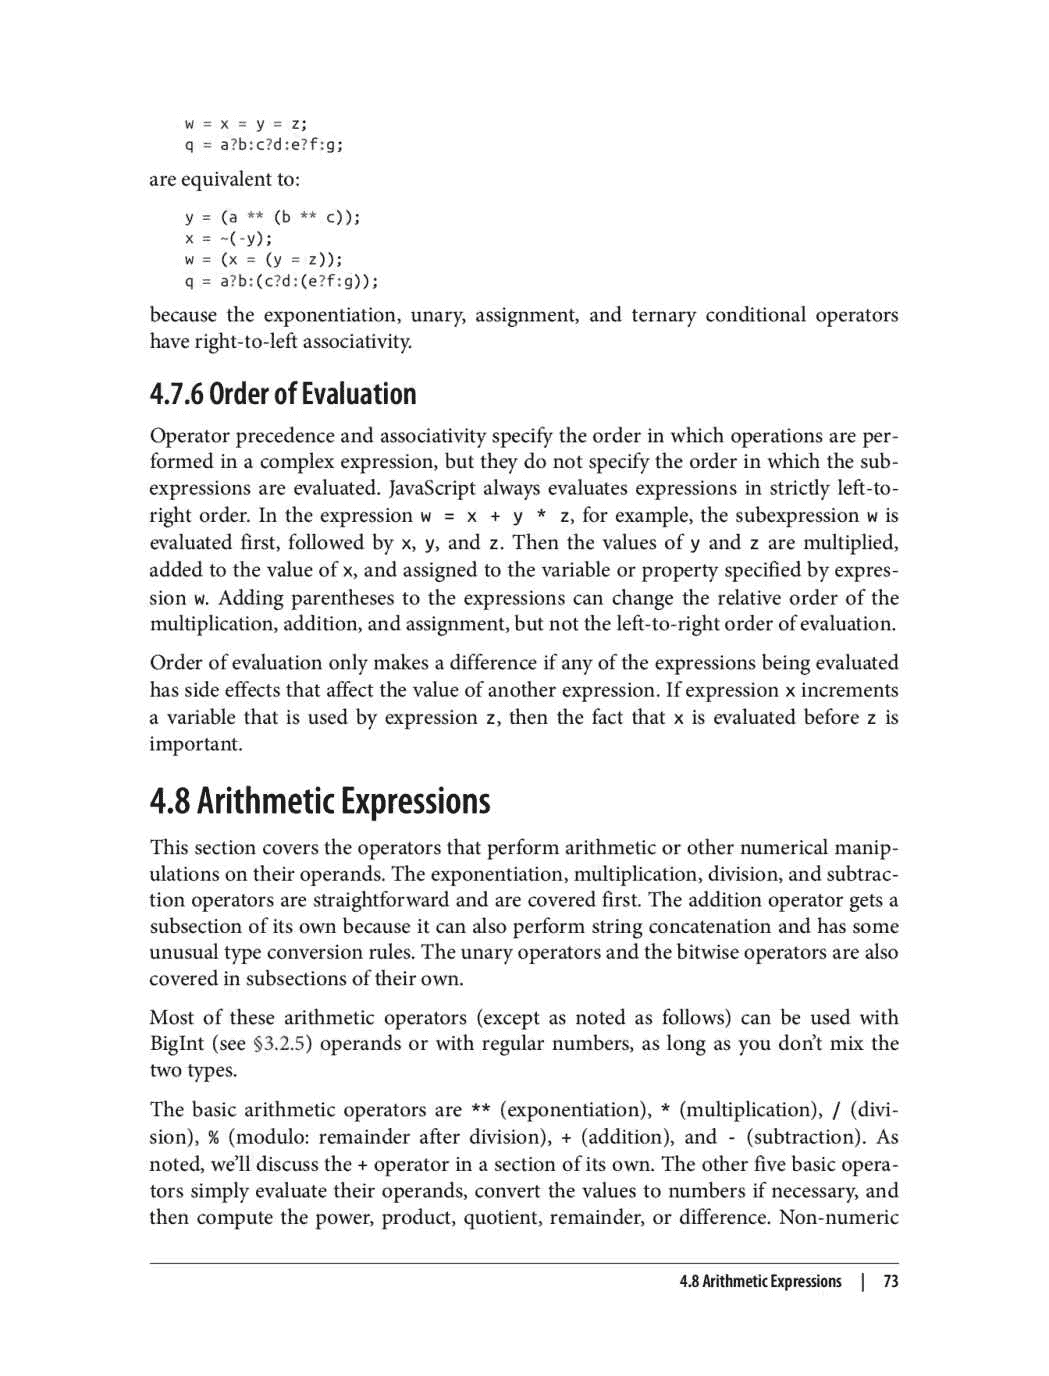 w = x = y = z;
q = a?b:c?d:e?f:g;
are equivalent to:
y = (a ** (b ** c));
x = ~(-y);
w = (x = (y = z));
q = a?b:(c?d:(e?f:g));
because the exponentiation, unary, assignment, and ternary conditional operators
have right-to-left associativity.
4.7.6 Order of Evaluation
Operator precedence and associativity specify the order in which operations are per-
formed in a complex expression, but they do not specify the order in which the sub-
expressions are evaluated. JavaScript always evaluates expressions in strictly left-to-
right order. In the expression w = x + y * z, for example, the subexpression w is
evaluated first, followed by x, y, and z. Then the values of y and z are multiplied,
added to the value of x, and assigned to the variable or property specified by expres-
sion w. Adding parentheses to the expressions can change the relative order of the
multiplication, addition, and assignment, but not the left-to-right order of evaluation.
Order of evaluation only makes a difference if any of the expressions being evaluated
has side effects that affect the value of another expression. If expression x increments
a variable that is used by expression z, then the fact that x is evaluated before z is
important.
4.8 Arithmetic Expressions
This section covers the operators that perform arithmetic or other numerical manip-
ulations on their operands. The exponentiation, multiplication, division, and subtrac-
tion operators are straightforward and are covered first. The addition operator gets a
subsection of its own because it can also perform string concatenation and has some
unusual type conversion rules. The unary operators and the bitwise operators are also
covered in subsections of their own.
Most of these arithmetic operators (except as noted as follows) can be used with
BigInt (see §3.2.5) operands or with regular numbers, as long as you don’t mix the
two types.
The basic arithmetic operators are ** (exponentiation), * (multiplication), / (divi-
sion), % (modulo: remainder after division), + (addition), and - (subtraction). As
noted, we’ll discuss the + operator in a section of its own. The other five basic opera-
tors simply evaluate their operands, convert the values to numbers if necessary, and
then compute the power, product, quotient, remainder, or difference. Non-numeric
4.8 Arithmetic Expressions | 73